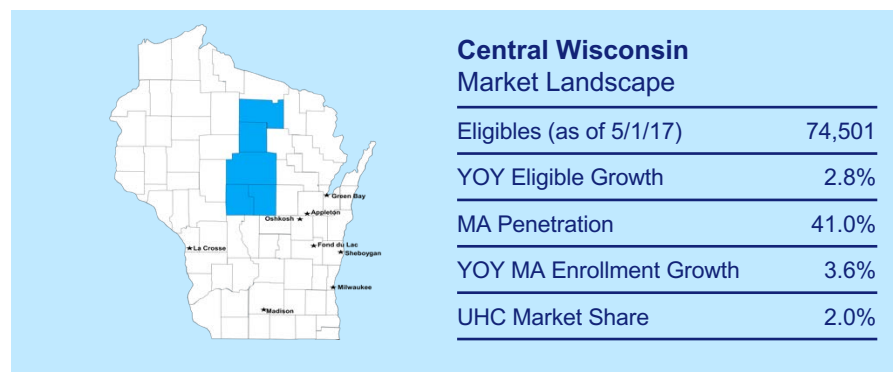 Central Wisconsin
Market Landscape
Eligibles (as of 5/1/17) 74,501
YOY Eligible Growth 2.8%
MA Penetration 41.0%
YOY MA Enrollment Growth 3.6%
UHC Market Share 2.0%
Green Bay
Appleton
Oshkosh
La Crosse
Fond du Lac
Sheboygan
Milwaukee
Madison